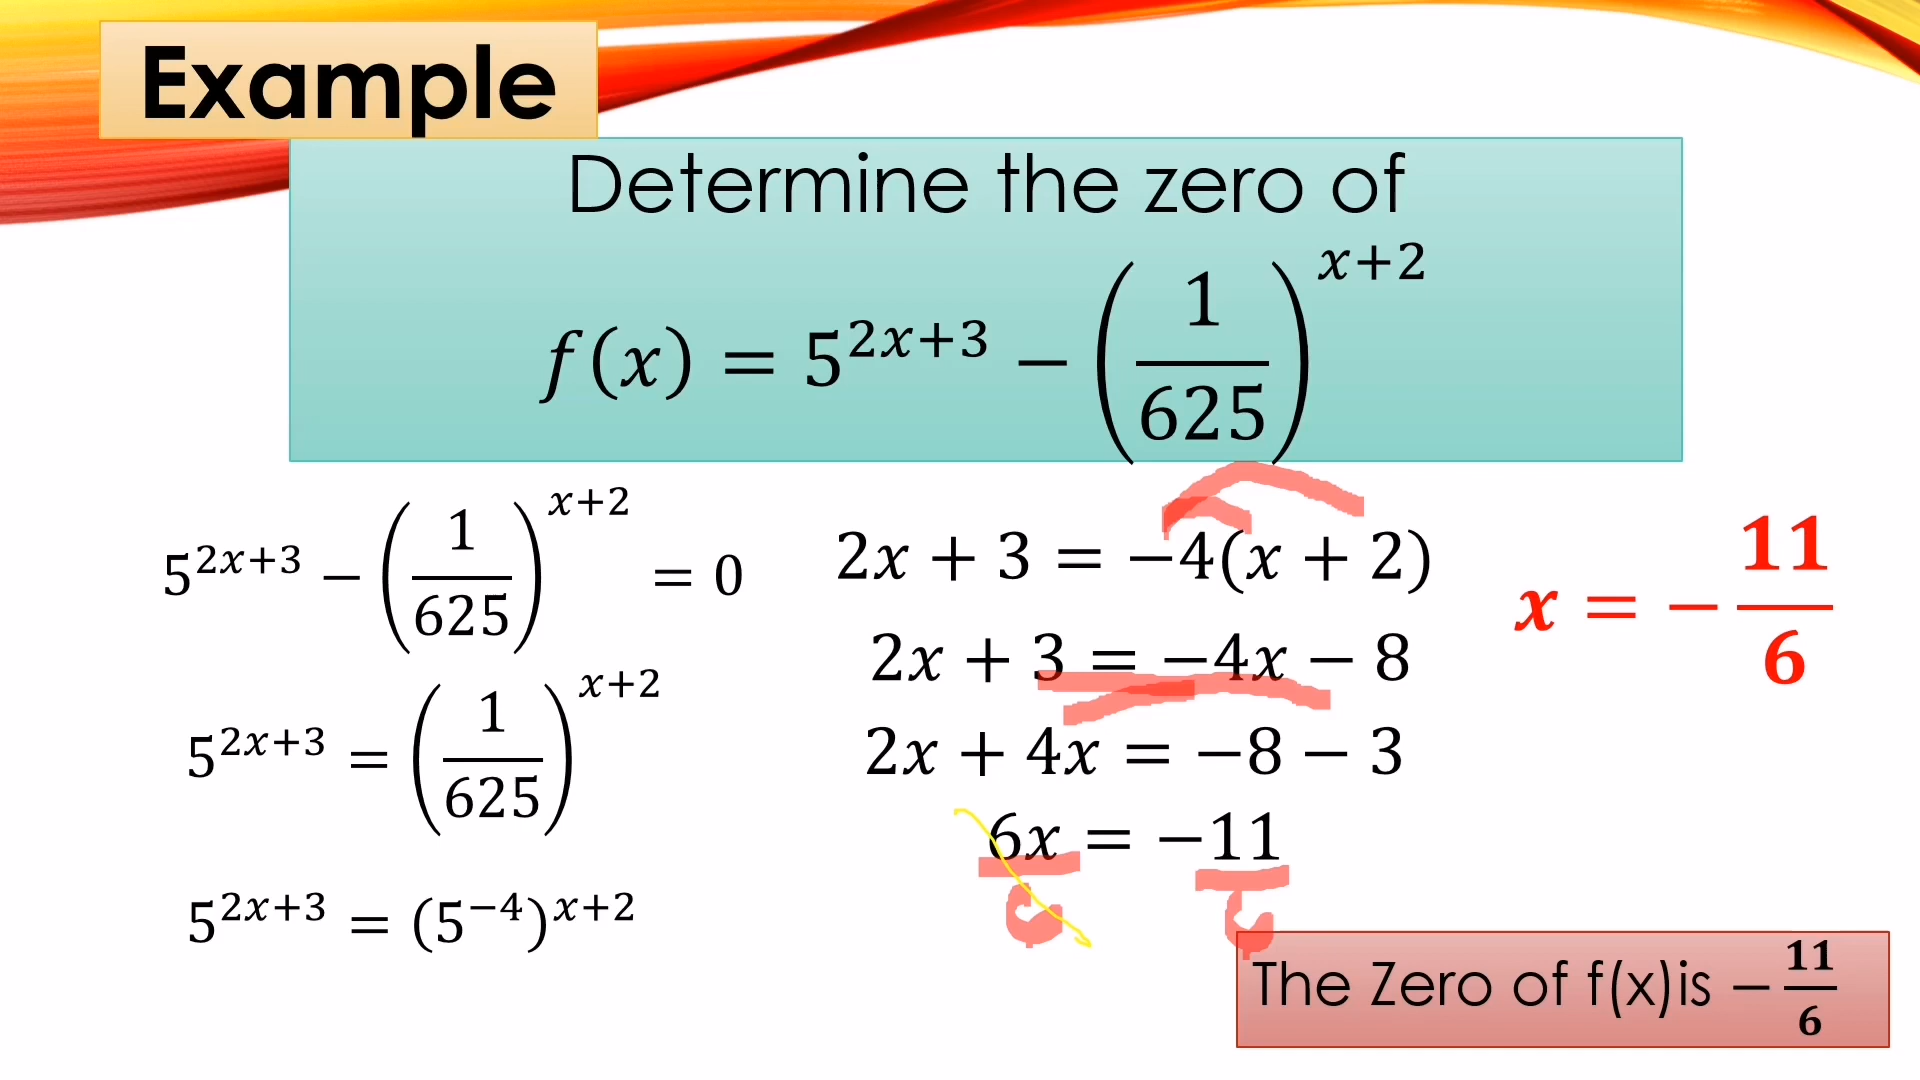 Example
Determine the zero of
f(x) = 5^{2x+3} − (1/625)^{x+2}
5^{2x+3} − (1/625)^{x+2} = 0
5^{2x+3} = (1/625)^{x+2}
5^{2x+3} = (5^{−4})^{x+2}
2x + 3 = −4(x + 2)
2x + 3 = −4x − 8
2x + 4x = −8 − 3
6x = −11
6 6
x = − 11/6
The Zero of f(x)is − 11/6